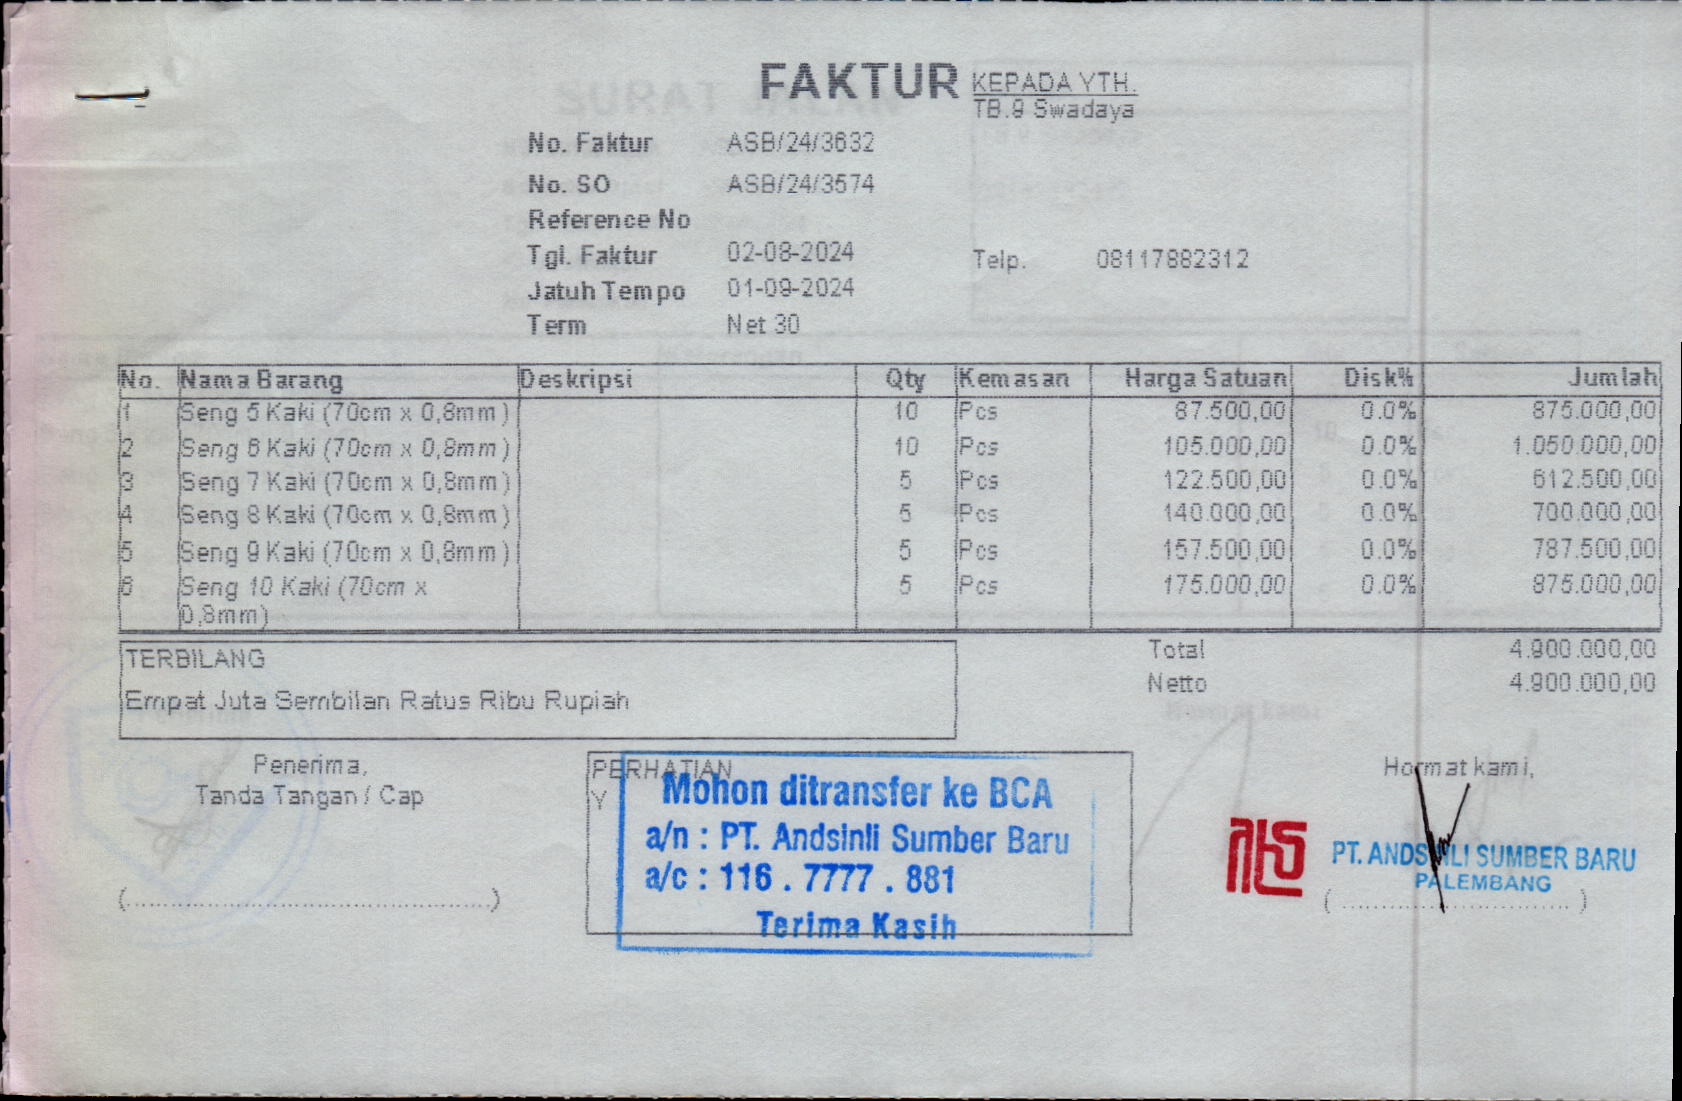 FAKTUR
KEPADA YTH.
TB.9 Swadaya
No. Faktur ASB/24/3632
No. SO ASB/24/3574
Reference No
Tgl. Faktur 02-08-2024
Telp. 08117882312
Jatuh Tempo 01-09-2024
Term Net 30
No. Nama Barang Deskripsi Qty Kemasan Harga Satuan Disk% Jumlah
1 Seng 5 Kaki (70cm x 0,8mm) 10 Pcs 87.500,00 0.0% 875.000,00
2 Seng 6 Kaki (70cm x 0,8mm) 10 Pcs 105.000,00 0.0% 1.050.000,00
3 Seng 7 Kaki (70cm x 0,8mm) 5 Pcs 122.500,00 0.0% 612.500,00
4 Seng 8 Kaki (70cm x 0,8mm) 5 Pcs 140.000,00 0.0% 700.000,00
5 Seng 9 Kaki (70cm x 0,8mm) 5 Pcs 157.500,00 0.0% 787.500,00
6 Seng 10 Kaki (70cm x 5 Pcs 175.000,00 0.0% 875.000,00
0,8mm)
TERBILANG
Empat Juta Sembilan Ratus Ribu Rupiah
Total 4.900.000,00
Netto 4.900.000,00
Penerima,
Tanda Tangan / Cap
(..............................................)
PERHATIAN
Y
Mohon ditransfer ke BCA
a/n : PT. Andsinli Sumber Baru
a/c : 116 . 7777 . 881
Terima Kasih
Hormat kami,
PT. ANDSINLI SUMBER BARU
PALEMBANG
( ............................. )